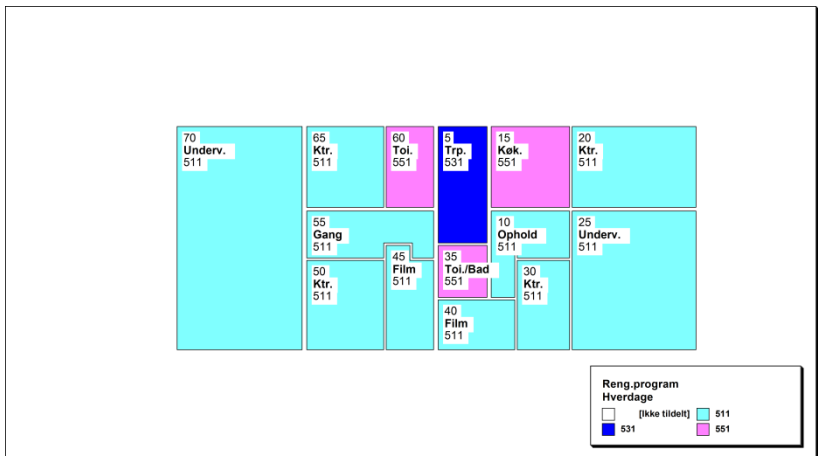 70
Underv.
511
65
Ktr.
511
60
Toi.
551
5
Trp.
531
15
Køk.
551
20
Ktr.
511
55
Gang
511
10
Ophold
511
25
Underv.
511
50
Ktr.
511
45
Film
511
35
Toi./Bad
551
30
Ktr.
511
40
Film
511
Reng.program
Hverdage
[Ikke tildelt] 511
531 551